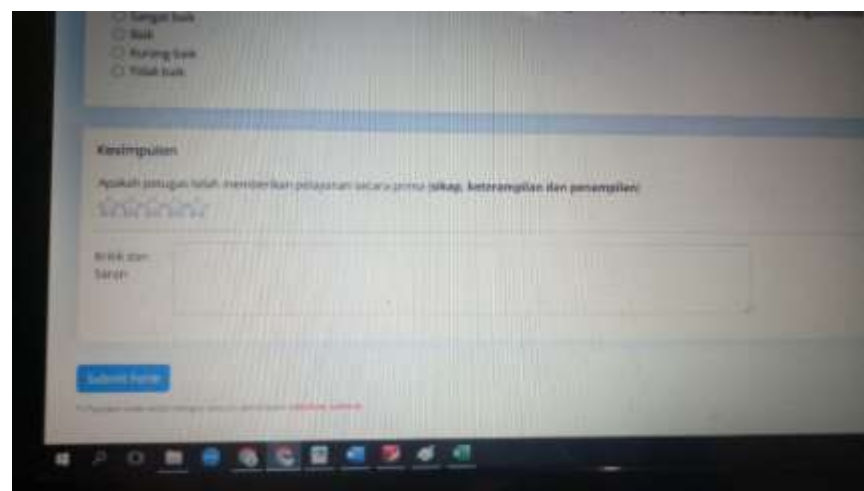 Sangat baik
Baik
Kurang baik
Tidak baik
Kesimpulan
Apakah petugas telah memberikan pelayanan secara prima (sikap, keterampilan dan penampilan)
Kritik dan
Saran
Submit Form